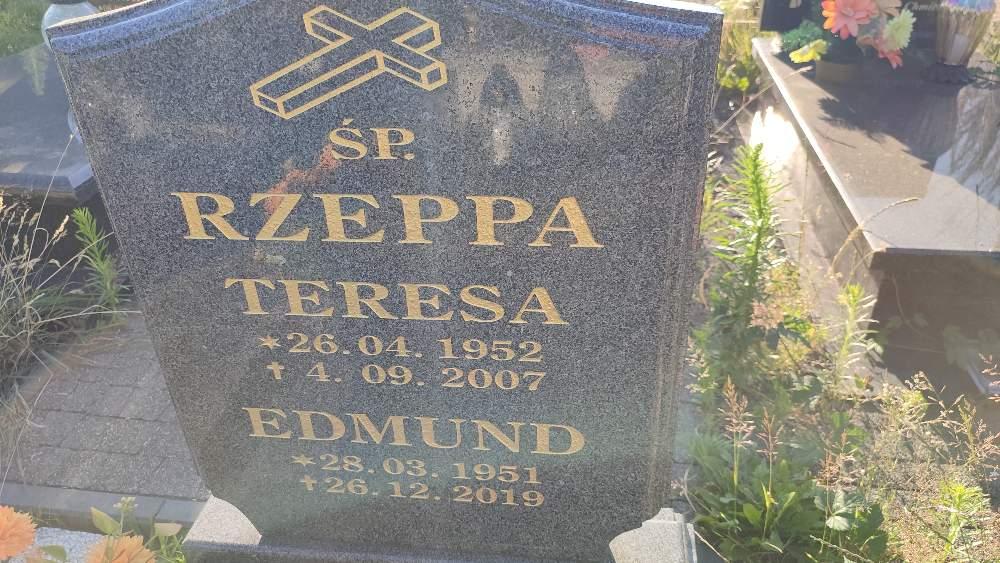 ŚP.
RZEPPA
TERESA
*26.04.1952
† 4.09.2007
EDMUND
*28.03.1951
†26.12.2019